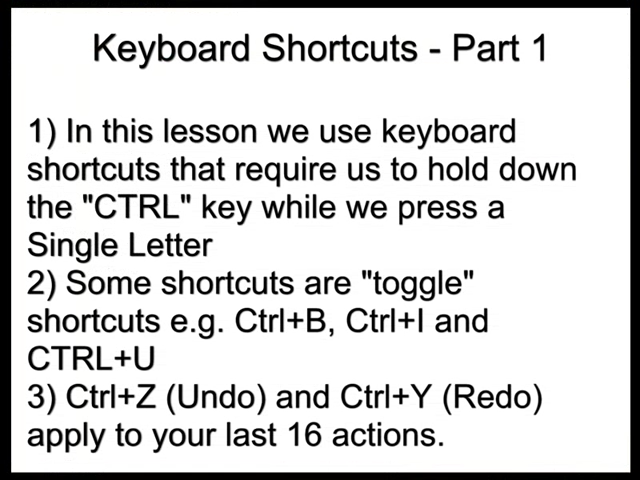 Keyboard Shortcuts - Part 1
1) In this lesson we use keyboard
shortcuts that require us to hold down
the "CTRL" key while we press a
Single Letter
2) Some shortcuts are "toggle"
shortcuts e.g. Ctrl+B, Ctrl+I and
CTRL+U
3) Ctrl+Z (Undo) and Ctrl+Y (Redo)
apply to your last 16 actions.